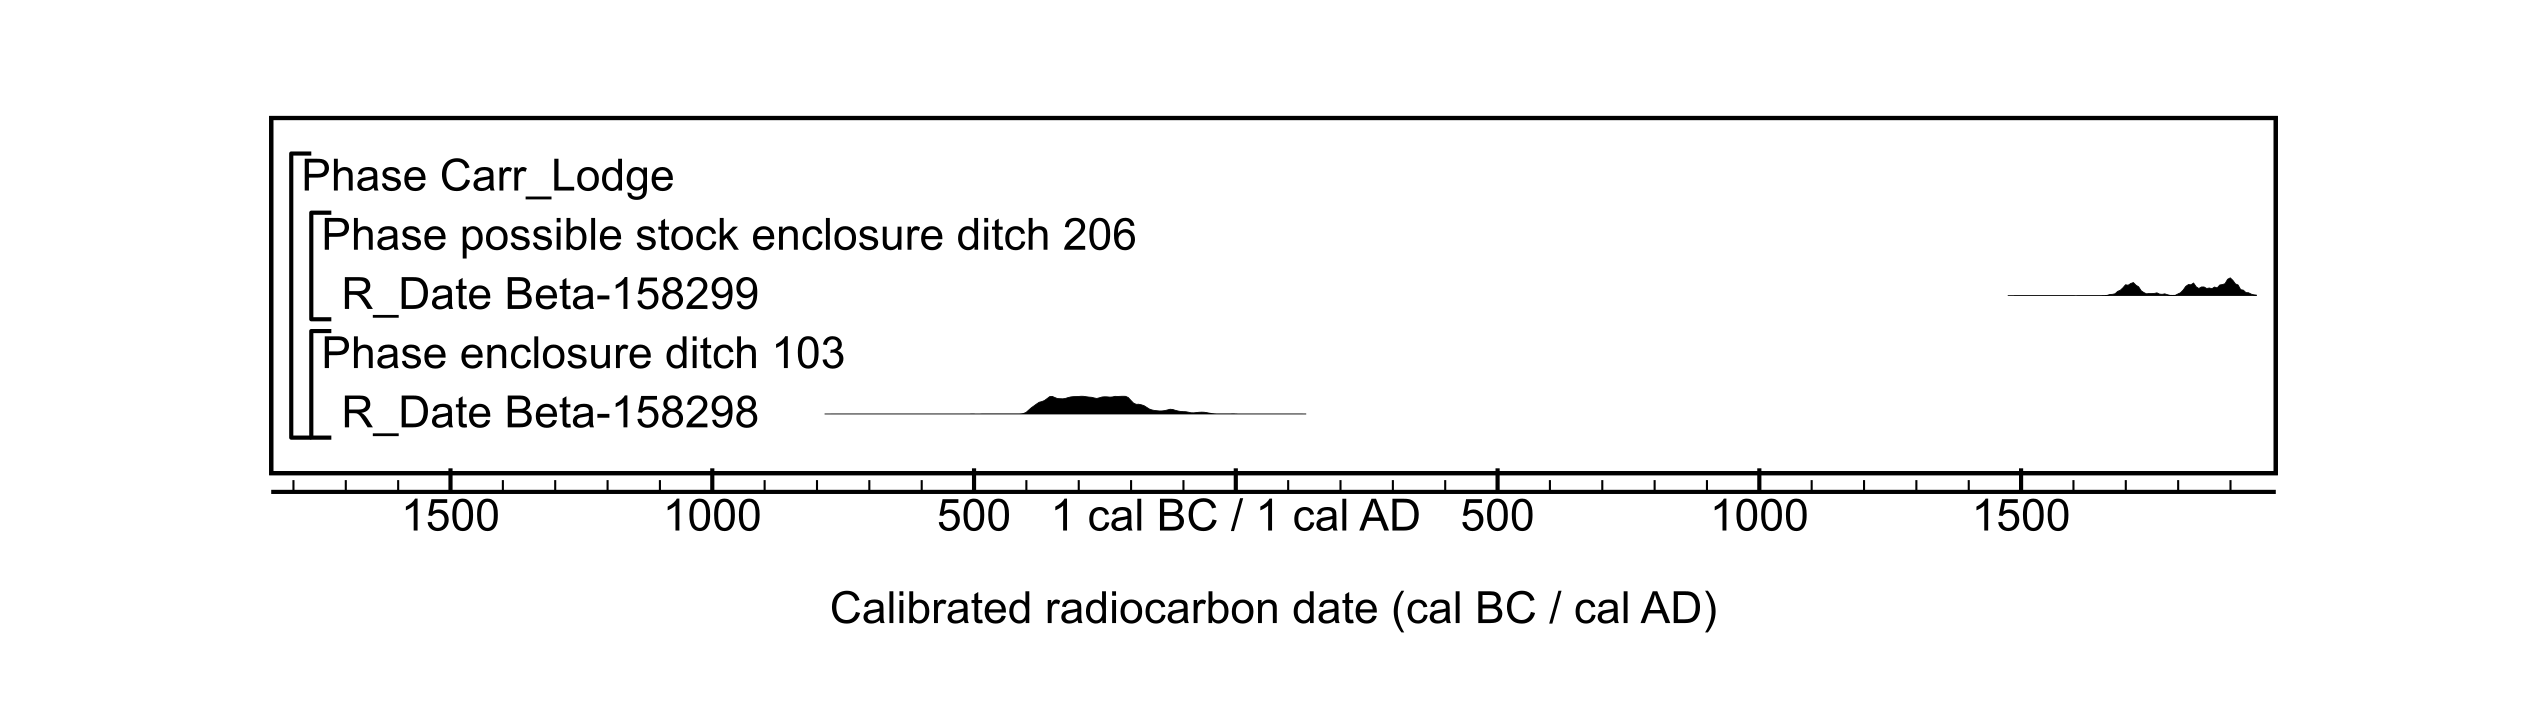 Phase Carr_Lodge
Phase possible stock enclosure ditch 206
R_Date Beta-158299
Phase enclosure ditch 103
R_Date Beta-158298
1500 1000 500 1 cal BC / 1 cal AD 500 1000 1500
Calibrated radiocarbon date (cal BC / cal AD)